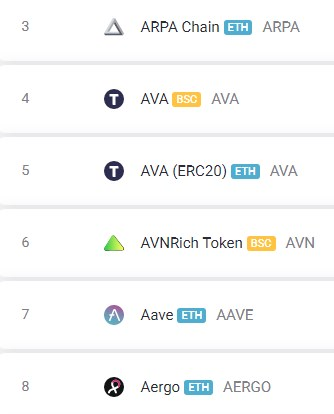 3 ARPA Chain ETH ARPA
4 AVA BSC AVA
5 AVA (ERC20) ETH AVA
6 AVNRich Token BSC AVN
7 Aave ETH AAVE
8 Aergo ETH AERGO